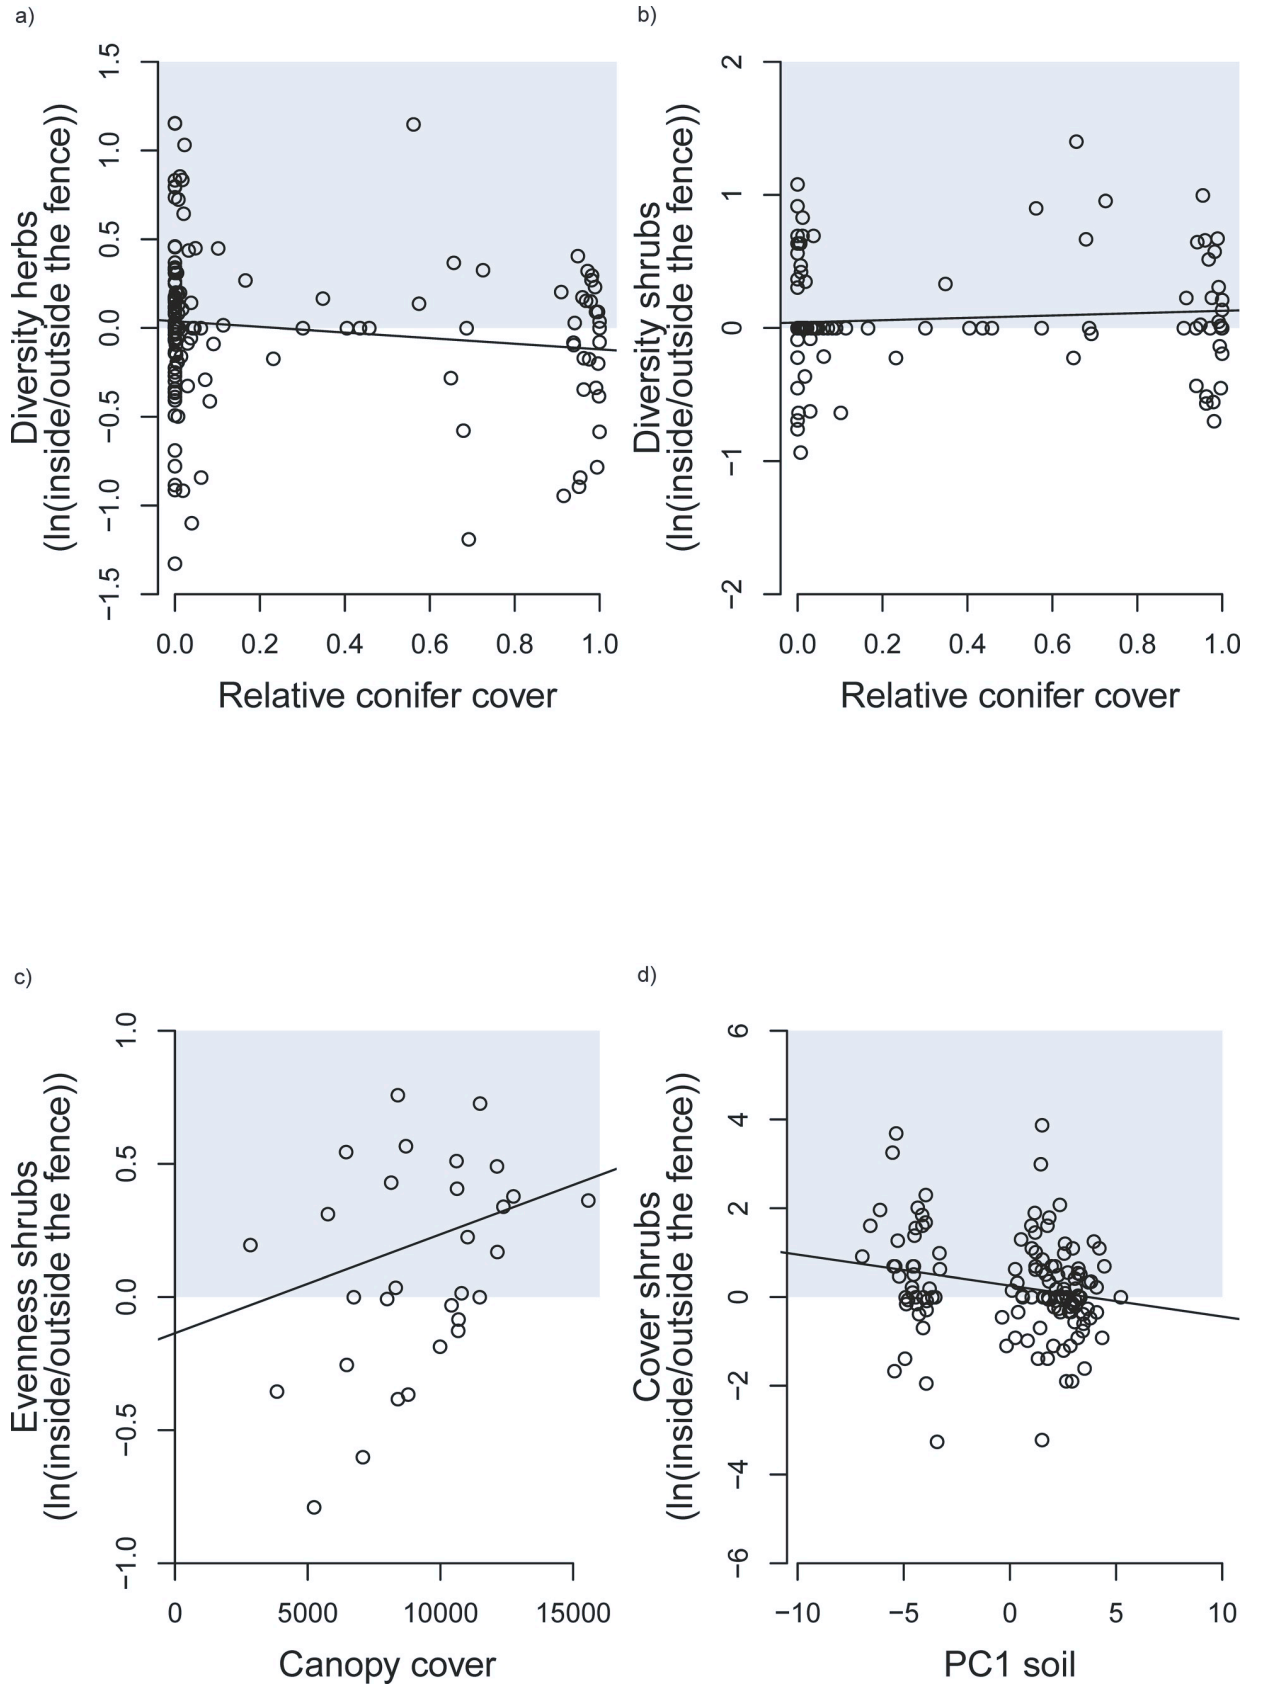 a)
Diversity herbs
(ln(inside/outside the fence))
1.5
1.0
0.5
0.0
−0.5
−1.0
−1.5
0.0 0.2 0.4 0.6 0.8 1.0
Relative conifer cover
b)
Diversity shrubs
(ln(inside/outside the fence))
2
1
0
−1
−2
0.0 0.2 0.4 0.6 0.8 1.0
Relative conifer cover
c)
Evenness shrubs
(ln(inside/outside the fence))
1.0
0.5
0.0
−0.5
−1.0
0 5000 10000 15000
Canopy cover
d)
Cover shrubs
(ln(inside/outside the fence))
6
4
2
0
−2
−4
−6
−10 −5 0 5 10
PC1 soil